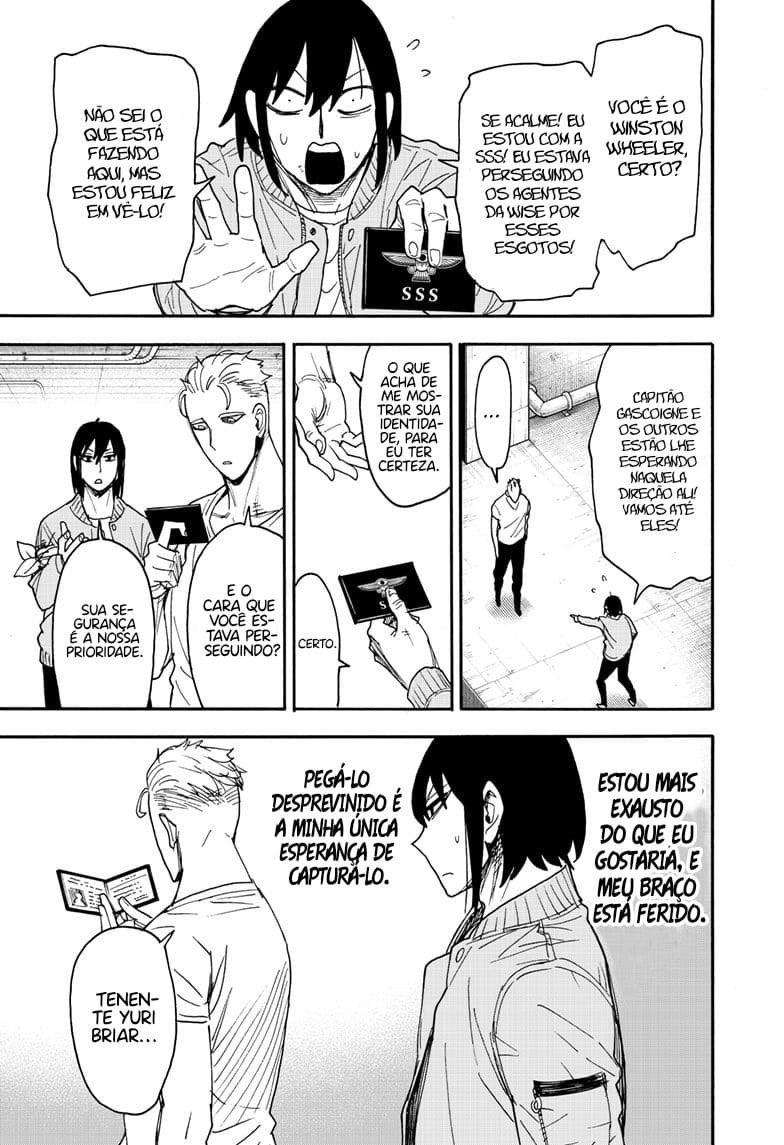 VOCÊ É O
WINSTON
WHEELER,
CERTO?
SE ACALME! EU
ESTOU COM A
SSS! EU ESTAVA
PERSEGUINDO
OS AGENTES
DA WISE POR
ESSES
ESGOTOS!
NÃO SEI O
QUE ESTÁ
FAZENDO
AQUI, MAS
ESTOU FELIZ
EM VÊ-LO!
SSS
CAPITÃO
GASCOIGNE E
OS OUTROS
ESTÃO LHE
ESPERANDO
NAQUELA
DIREÇÃO ALI!
VAMOS ATÉ
ELES!
...
O QUE
ACHA DE
ME MOS-
TRAR SUA
IDENTIDA-
DE, PARA
EU TER
CERTEZA.
CERTO.
E O
CARA QUE
VOCÊ ES-
TAVA PER-
SEGUINDO?
SUA SE-
GURANÇA
É A NOSSA
PRIORIDADE.
ESTOU MAIS
EXAUSTO
DO QUE EU
GOSTARIA, E
MEU BRAÇO
ESTÁ FERIDO.
PEGÁ-LO
DESPREVINIDO É
A MINHA ÚNICA
ESPERANÇA DE
CAPTURÁ-LO.
TENEN-
TE YURI
BRIAR...